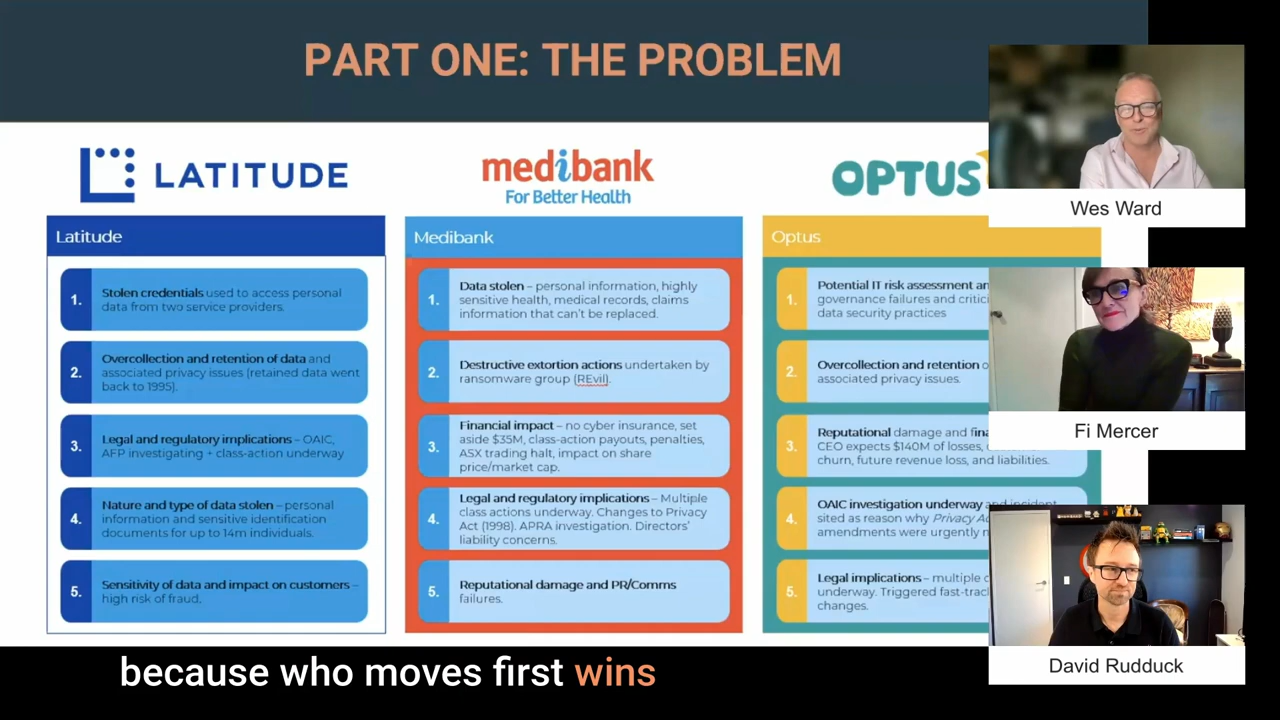 PART ONE: THE PROBLEM
LATITUDE
medibank
For Better Health
OPTUS
Latitude
1.
Stolen credentials used to access personal
data from two service providers.
2.
Overcollection and retention of data and
associated privacy issues (retained data went
back to 1995).
3.
Legal and regulatory implications – OAIC,
AFP investigating + class-action underway
4.
Nature and type of data stolen – personal
information and sensitive identification
documents for up to 14m individuals.
5.
Sensitivity of data and impact on customers –
high risk of fraud.
Medibank
1.
Data stolen – personal information, highly
sensitive health, medical records, claims
information that can't be replaced.
2.
Destructive extortion actions undertaken by
ransomware group (REvil).
3.
Financial impact – no cyber insurance, set
aside $35M, class-action payouts, penalties,
ASX trading halt, impact on share
price/market cap.
4.
Legal and regulatory implications – Multiple
class actions underway. Changes to Privacy
Act (1998). APRA investigation. Directors'
liability concerns.
5.
Reputational damage and PR/Comms
failures.
Optus
1.
Potential IT risk assessment
governance failures and
data security practices
2.
Overcollection and retention
associated privacy issues.
3.
Reputational damage and
CEO expects $140M of losses,
churn, future revenue loss, and liabilities.
4.
OAIC investigation underway and incident
sited as reason why Privacy
amendments were urgently
5.
Legal implications – multiple
underway. Triggered
changes.
Wes Ward
Fi Mercer
David Rudduck
because who moves first wins